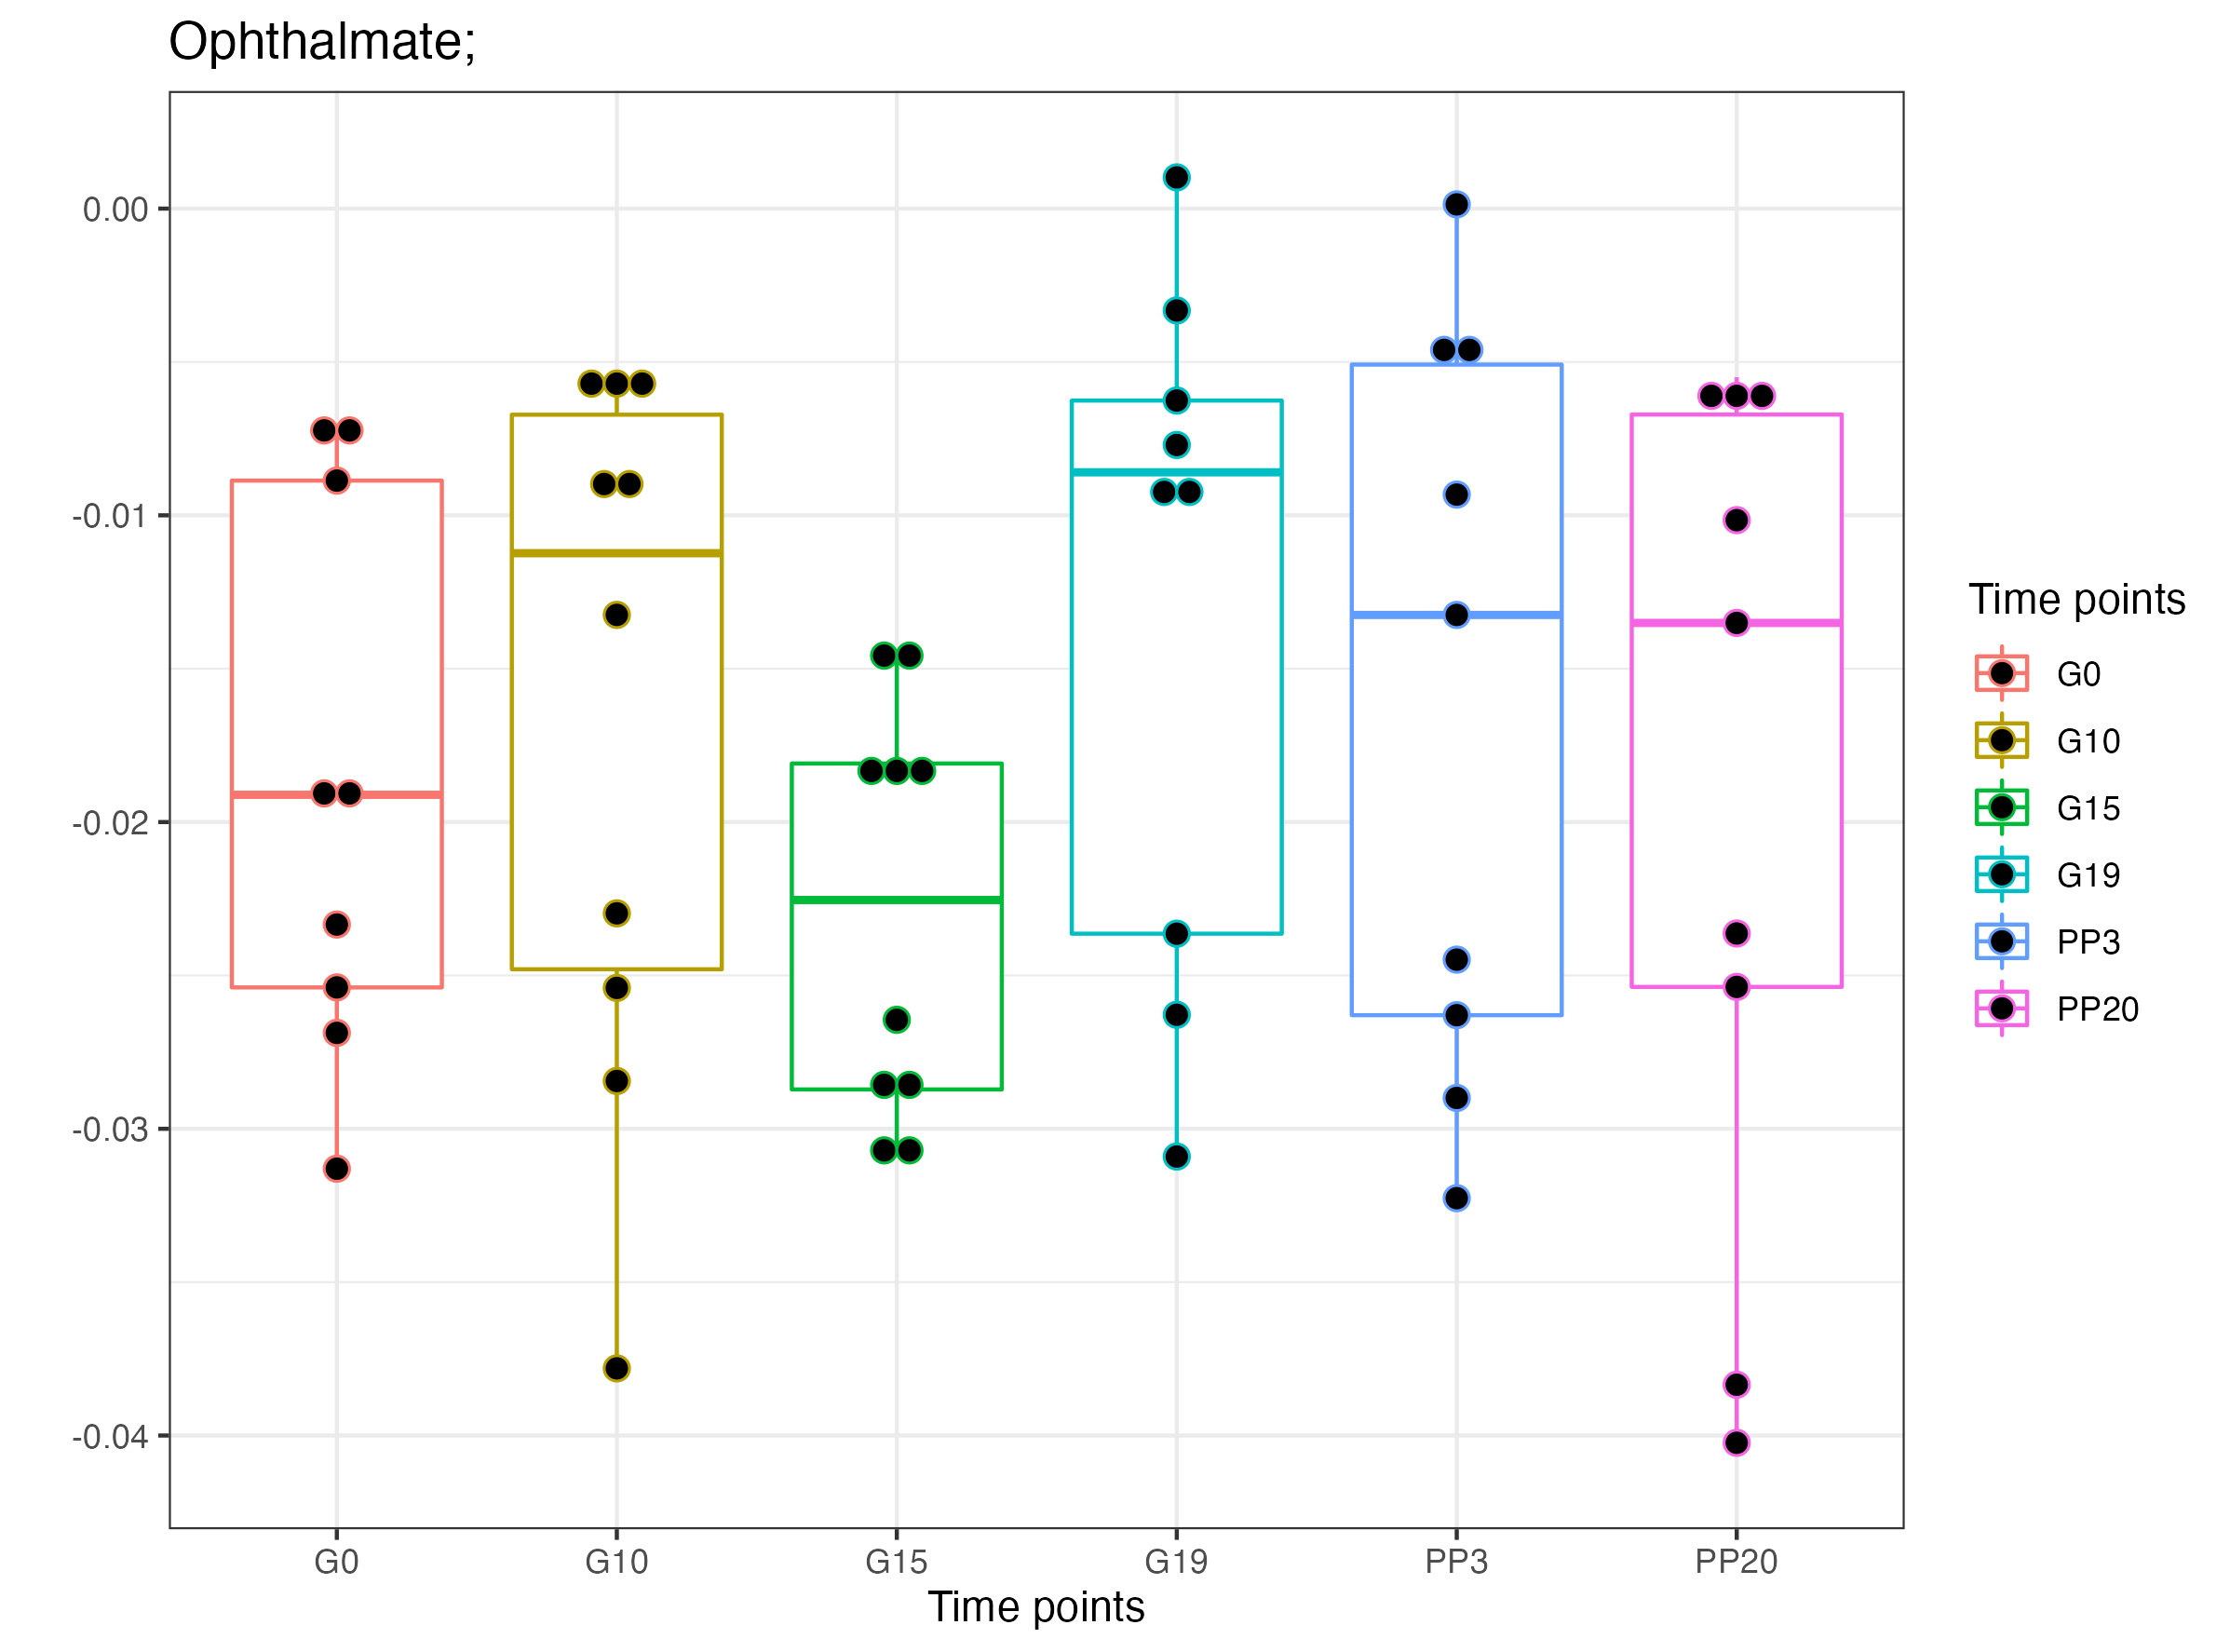 Ophthalmate;
0.00
-0.01
-0.02
-0.03
-0.04
G0 G10 G15 G19 PP3 PP20
Time points
Time points
G0
G10
G15
G19
PP3
PP20